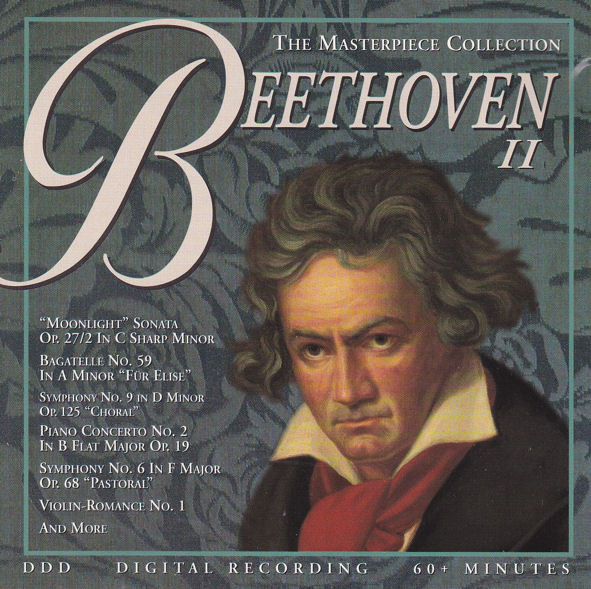 The Masterpiece Collection
Beethoven
II
"Moonlight" Sonata
Op. 27/2 In C Sharp Minor
Bagatelle No. 59
In A Minor "Für Elise"
Symphony No. 9 in D Minor
Op. 125 "Choral"
Piano Concerto No. 2
In B Flat Major Op. 19
Symphony No. 6 In F Major
Op. 68 "Pastoral"
Violin-Romance No. 1
And More
DDD DIGITAL RECORDING 60+ MINUTES